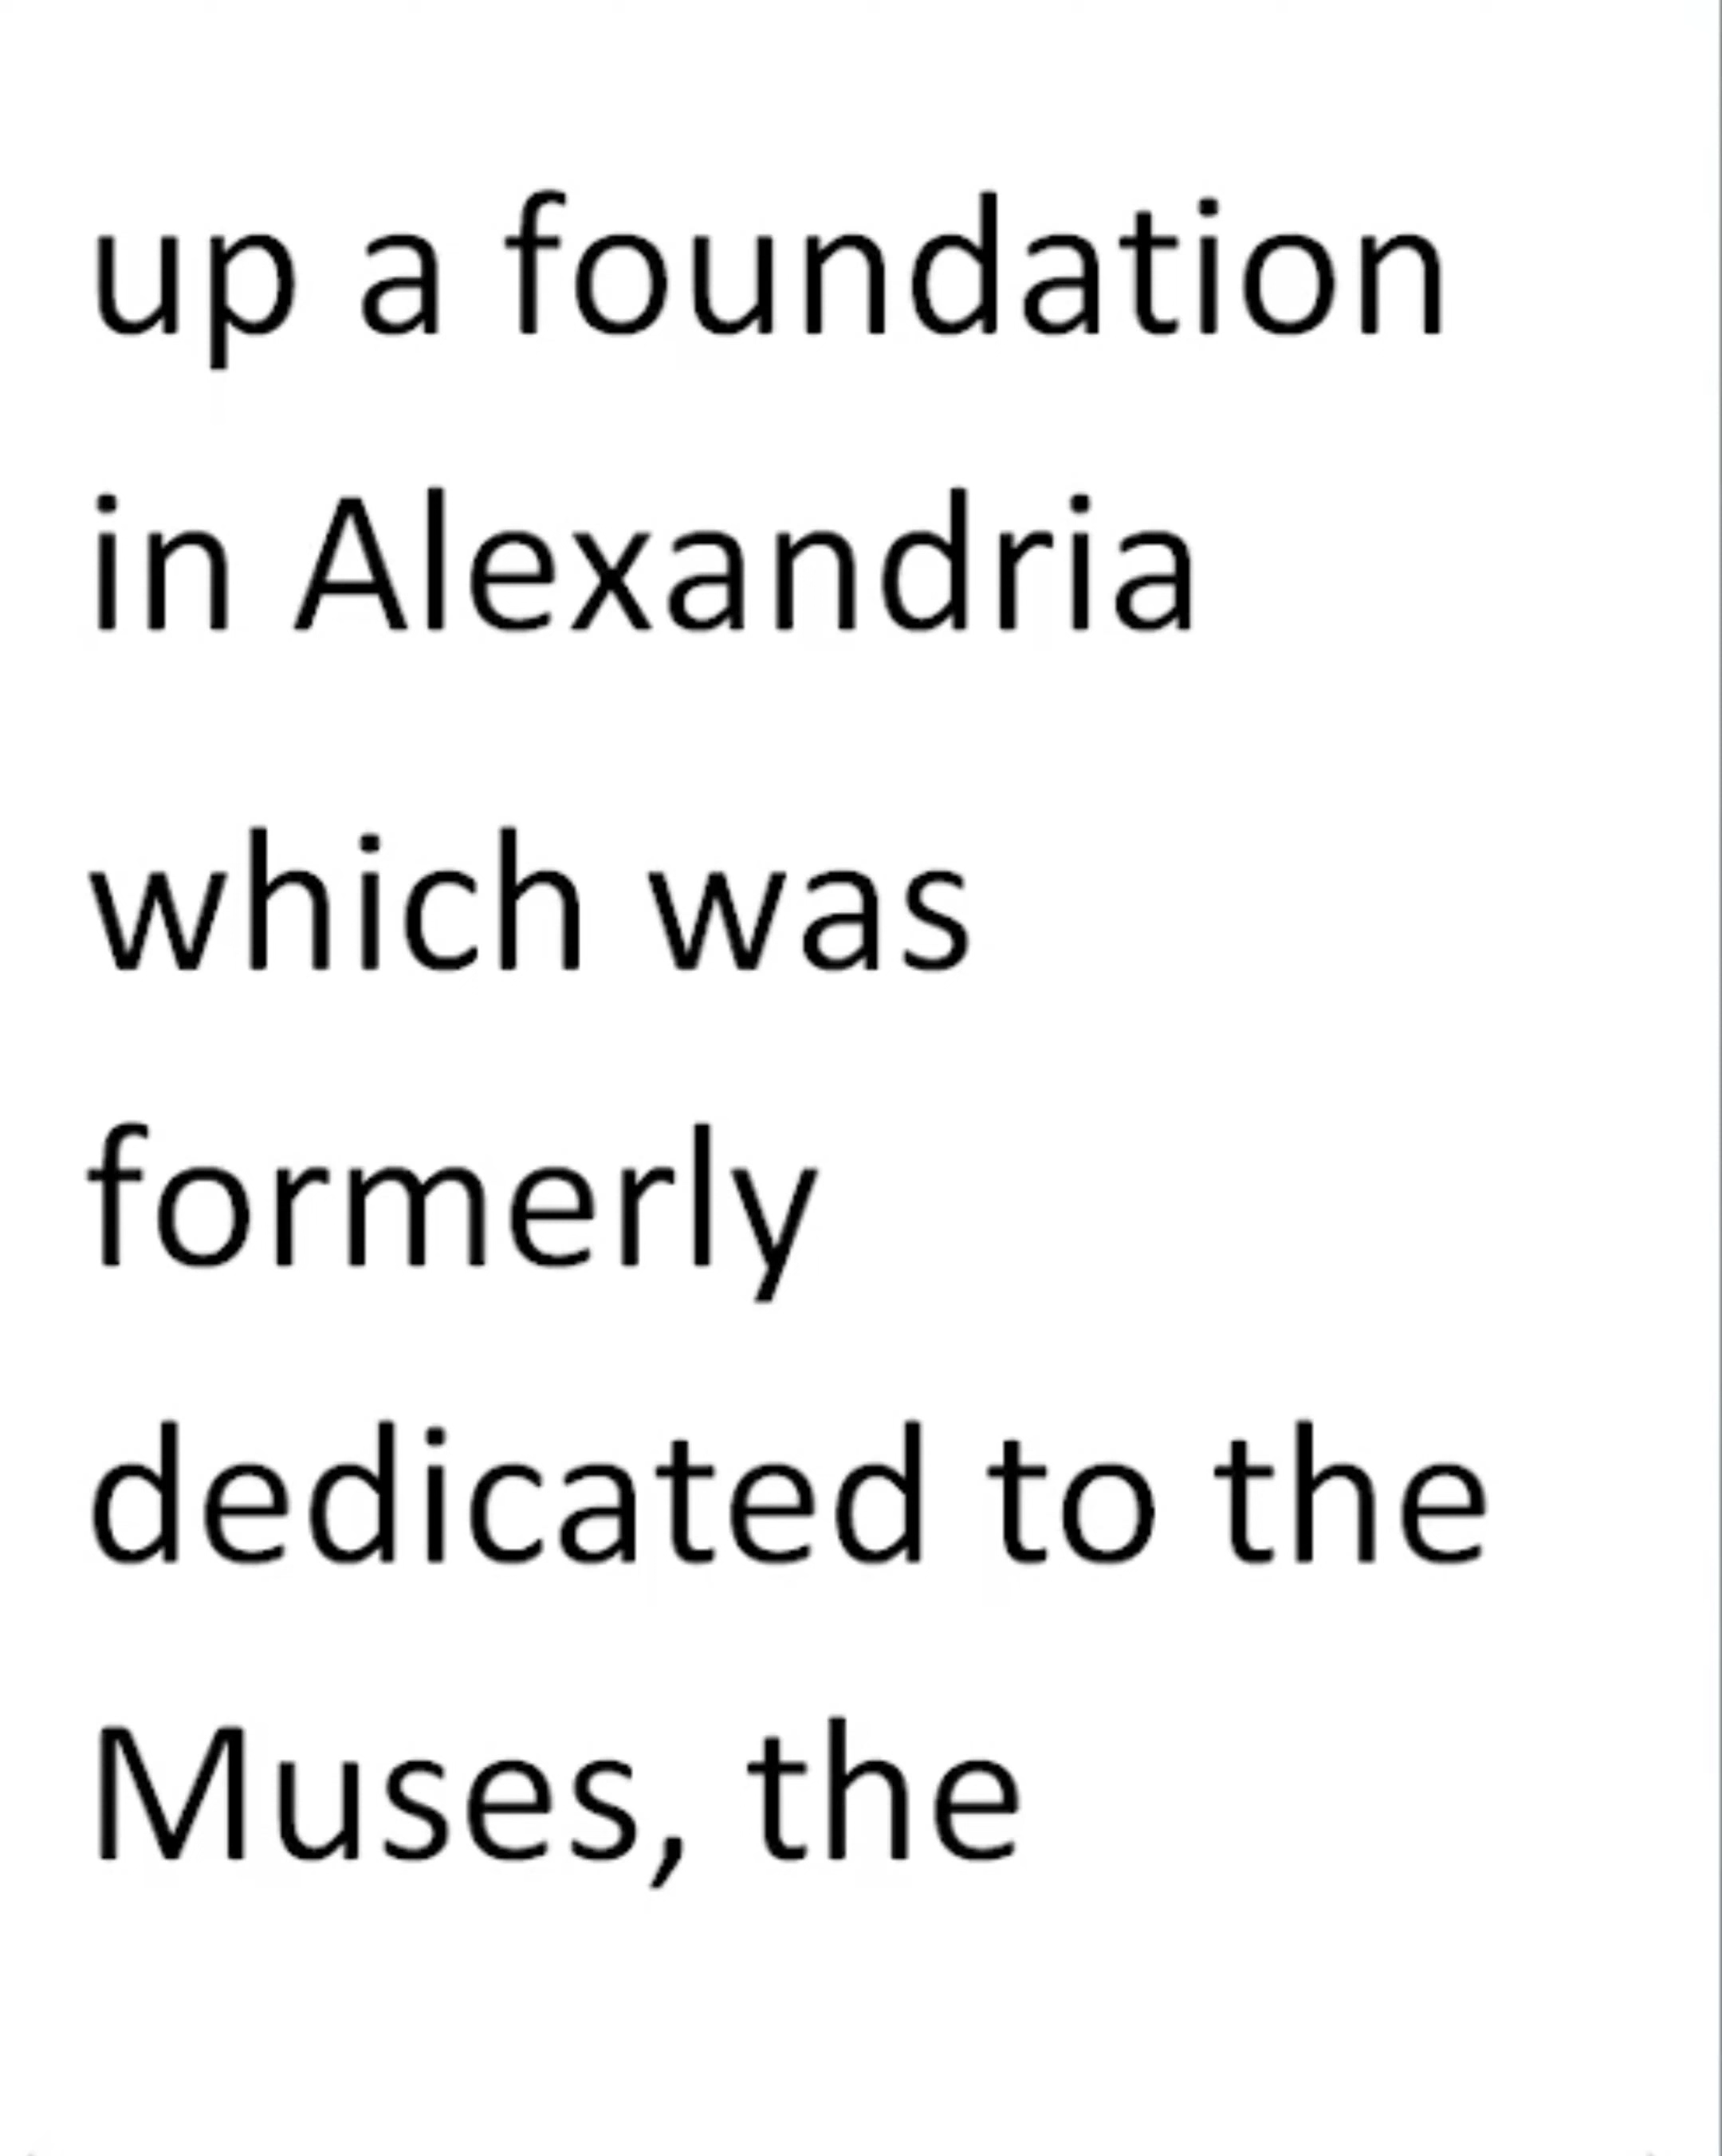 up a foundation
in Alexandria
which was
formerly
dedicated to the
Muses, the